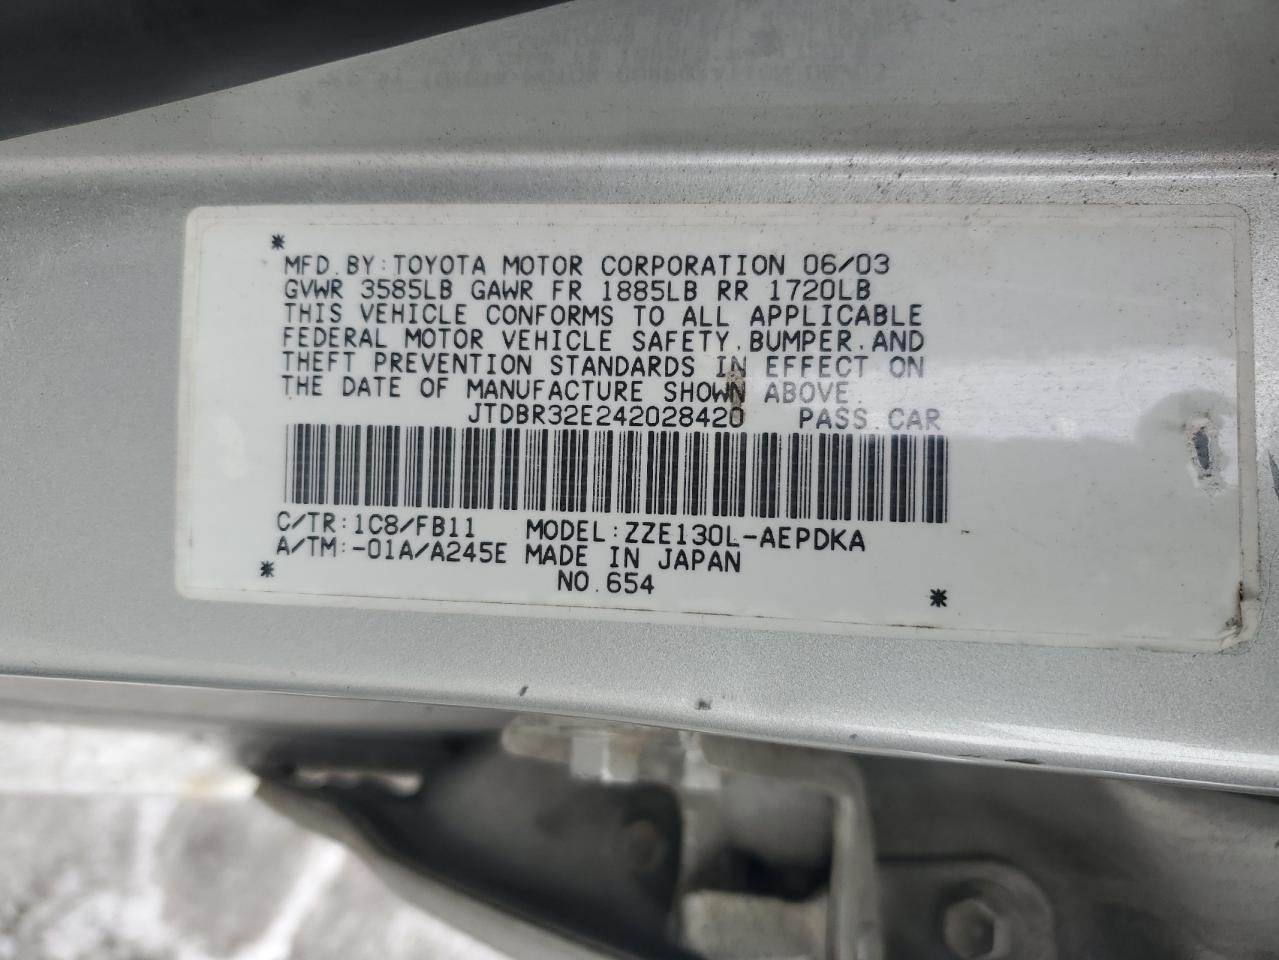 *
MFD. BY: TOYOTA MOTOR CORPORATION 06/03
GVWR 3585LB GAWR FR 1885LB RR 1720LB
THIS VEHICLE CONFORMS TO ALL APPLICABLE
FEDERAL MOTOR VEHICLE SAFETY, BUMPER, AND
THEFT PREVENTION STANDARDS IN EFFECT ON
THE DATE OF MANUFACTURE SHOWN ABOVE.
JTDBR32E242028420 PASS. CAR
C/TR: 1C8/FB11 MODEL: ZZE130L-AEPDKA
A/TM: -01A/A245E MADE IN JAPAN
* NO. 654 *